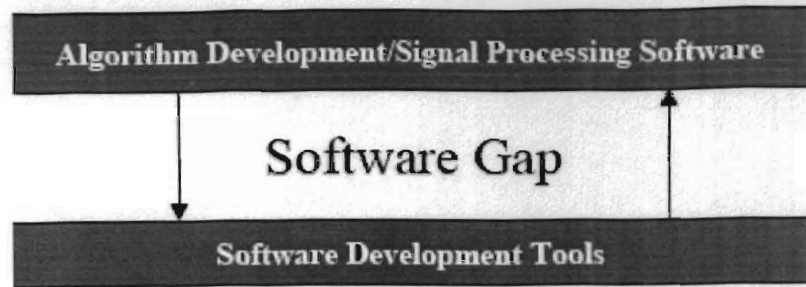 Algorithm Development/Signal Processing Software
Software Gap
Software Development Tools